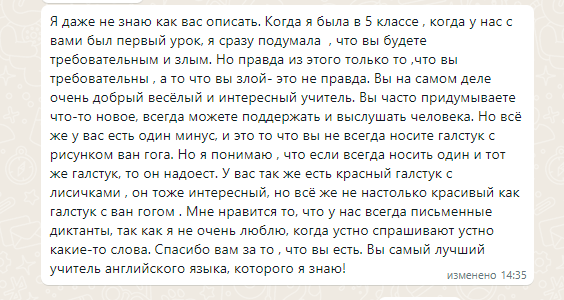 Я даже не знаю как вас описать. Когда я была в 5 классе , когда у нас с
вами был первый урок, я сразу подумала  , что вы будете
требовательным и злым. Но правда из этого только то ,что вы
требовательны , а то что вы злой- это не правда. Вы на самом деле
очень добрый весёлый и интересный учитель. Вы часто придумываете
что-то новое, всегда можете поддержать и выслушать человека. Но всё
же у вас есть один минус, и это то что вы не всегда носите галстук с
рисунком ван гога. Но я понимаю , что если всегда носить один и тот
же галстук, то он надоест. У вас так же есть красный галстук с
лисичками , он тоже интересный, но всё же не настолько красивый как
галстук с ван гогом . Мне нравится то, что у нас всегда письменные
диктанты, так как я не очень люблю, когда устно спрашивают устно
какие-то слова. Спасибо вам за то , что вы есть. Вы самый лучший
учитель английского языка, которого я знаю!
изменено 14:35